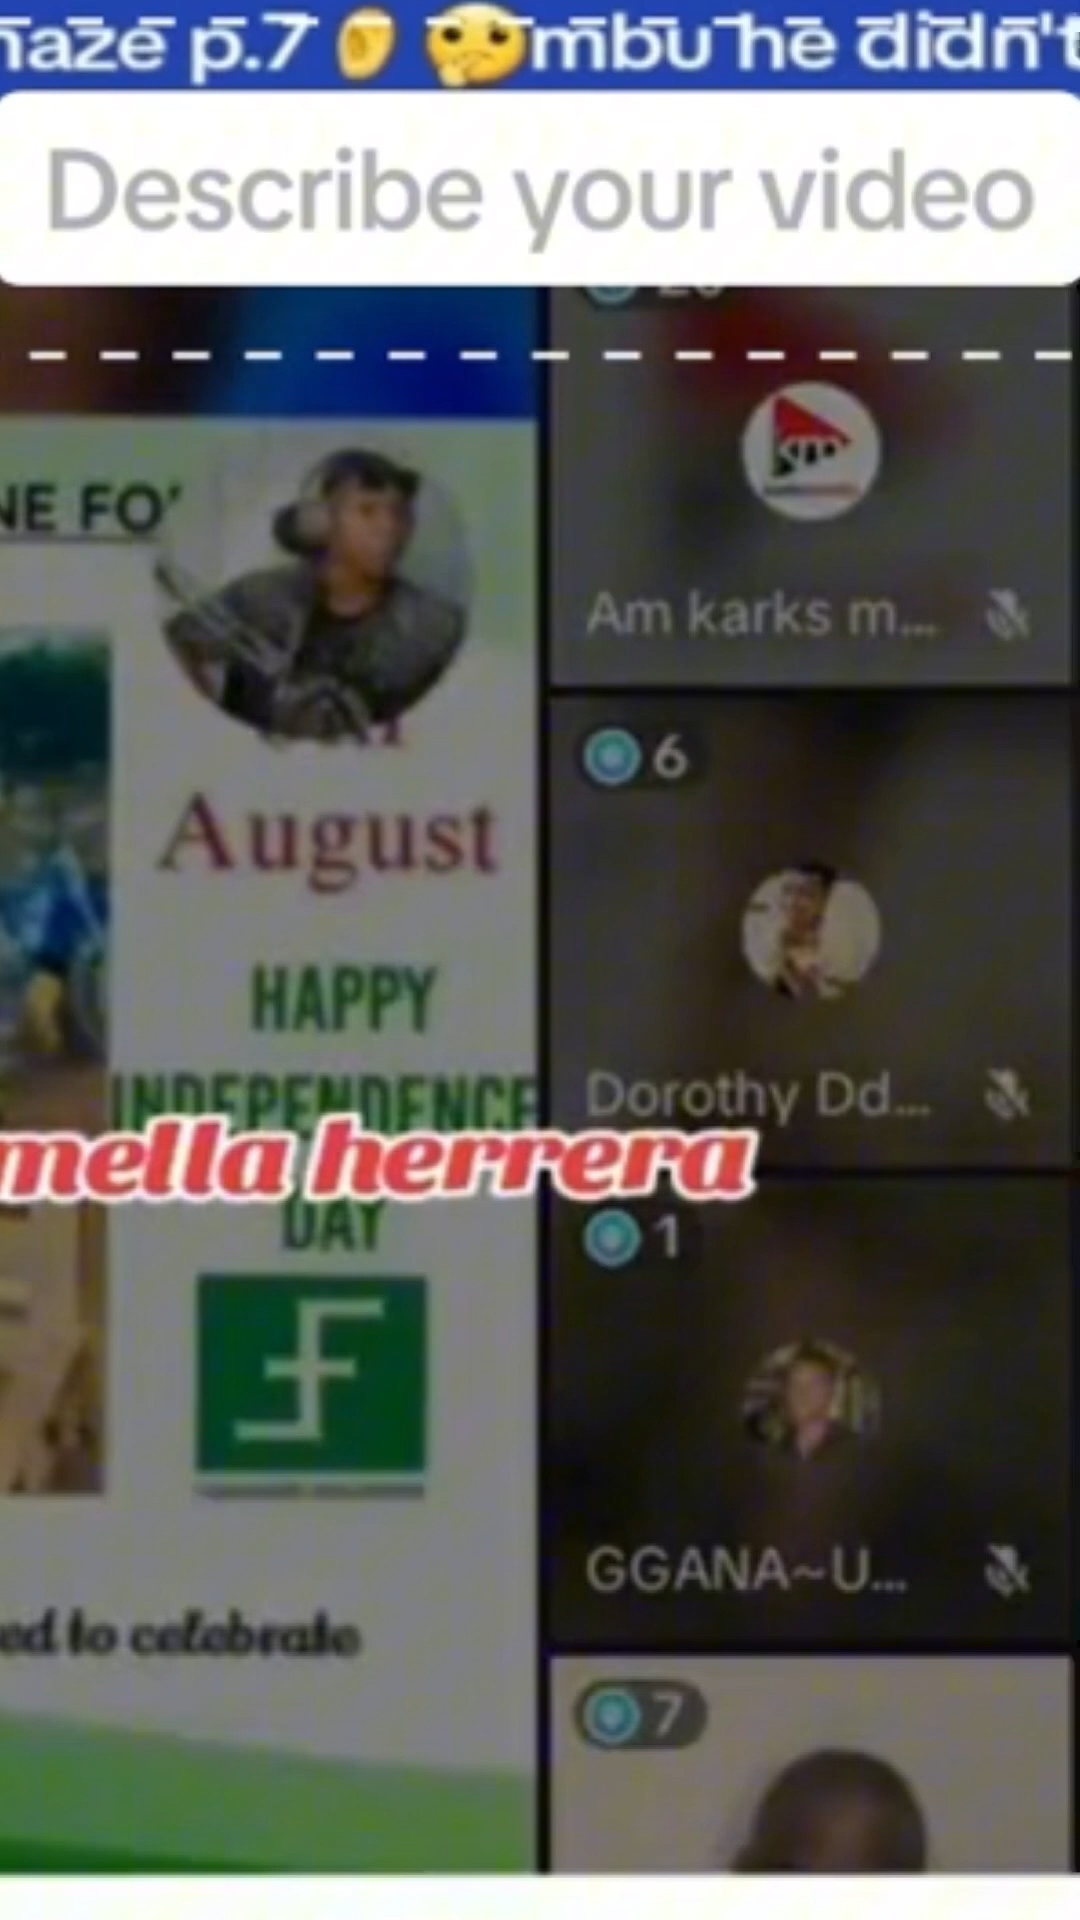 naze p.7 👂 🤔mbu he didn't
Describe your video
NE FO'
August
HAPPY
INDEPENDENCE
DAY
mella herrera
ed to celebrate
Am karks m...
6
Dorothy Dd...
1
GGANA~U...
7